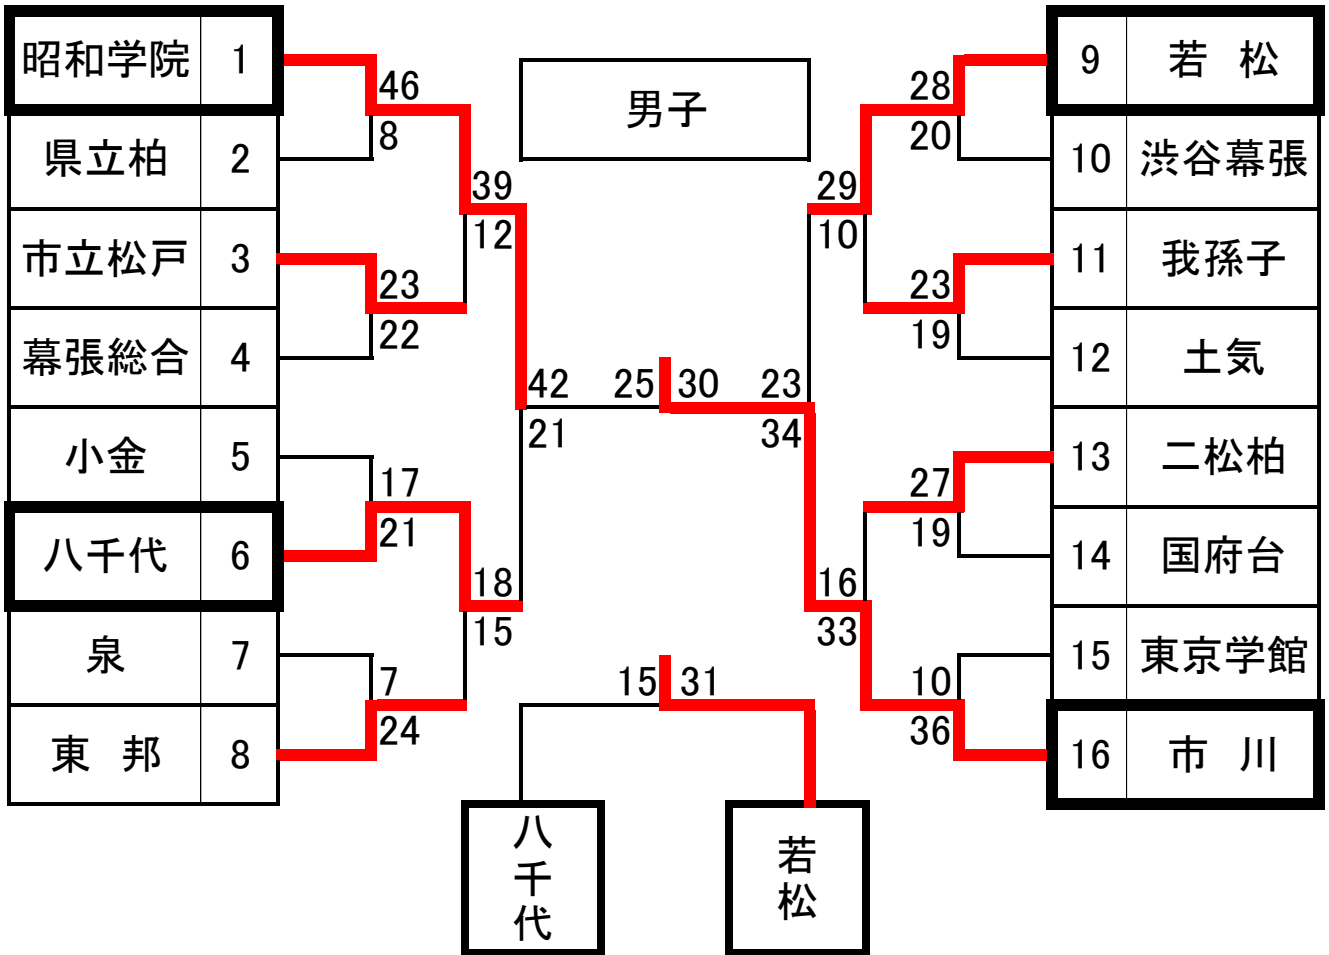 男子
昭和学院 1
県立柏 2
市立松戸 3
幕張総合 4
小金 5
八千代 6
泉 7
東 邦 8
46
8
23
22
17
21
7
24
39
12
18
15
42
21
25 30
23
34
29
10
16
33
28
20
23
19
27
19
10
36
9 若 松
10 渋谷幕張
11 我孫子
12 土気
13 二松柏
14 国府台
15 東京学館
16 市 川
15 31
八千代
若松